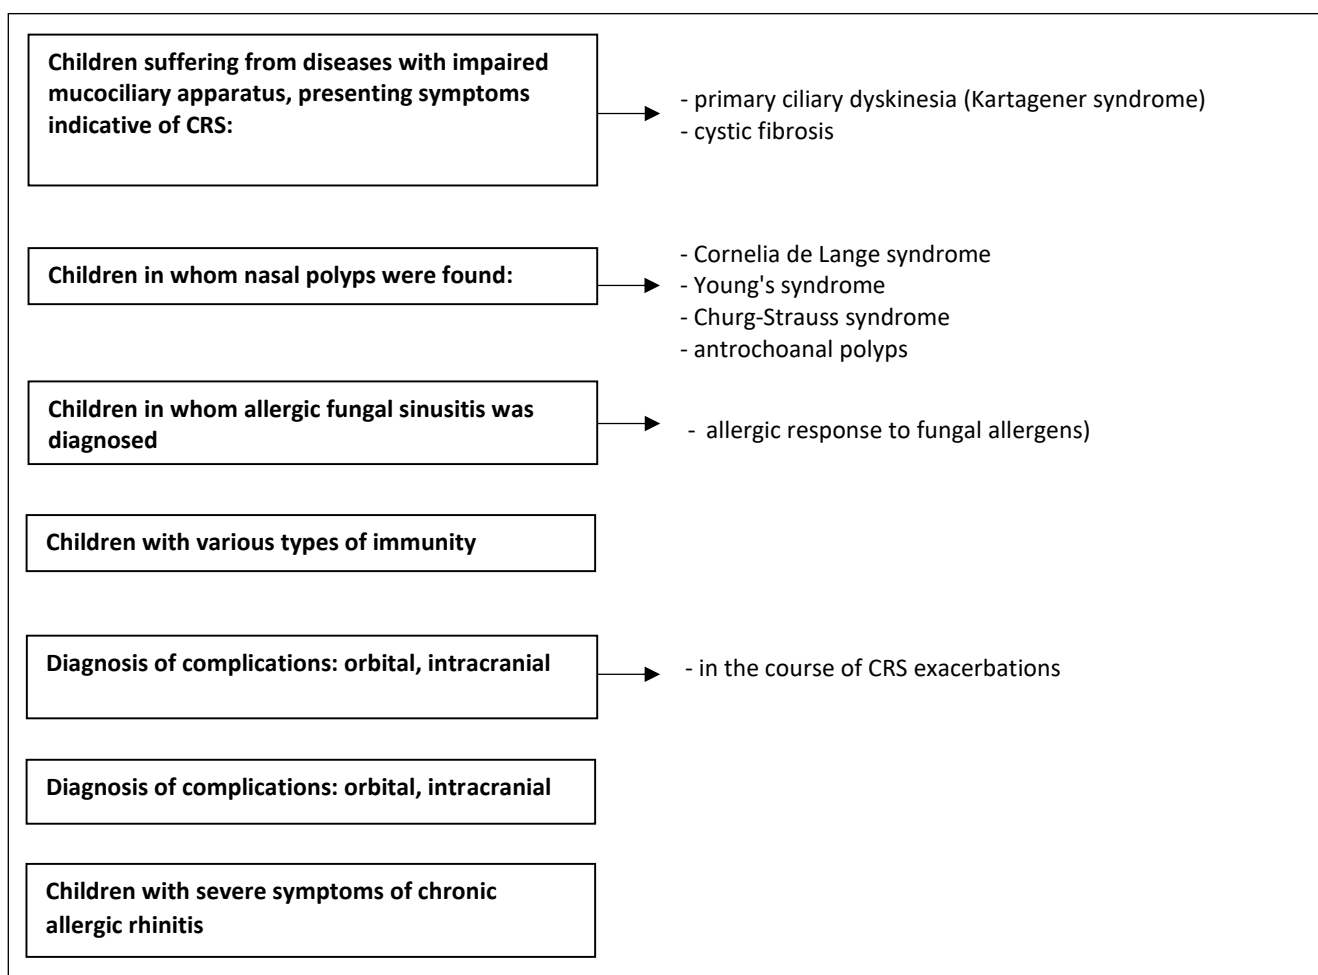 Children suffering from diseases with impaired
mucociliary apparatus, presenting symptoms
indicative of CRS:
- primary ciliary dyskinesia (Kartagener syndrome)
- cystic fibrosis
Children in whom nasal polyps were found:
- Cornelia de Lange syndrome
- Young's syndrome
- Churg-Strauss syndrome
- antrochoanal polyps
Children in whom allergic fungal sinusitis was
diagnosed
- allergic response to fungal allergens)
Children with various types of immunity
Diagnosis of complications: orbital, intracranial
- in the course of CRS exacerbations
Diagnosis of complications: orbital, intracranial
Children with severe symptoms of chronic
allergic rhinitis